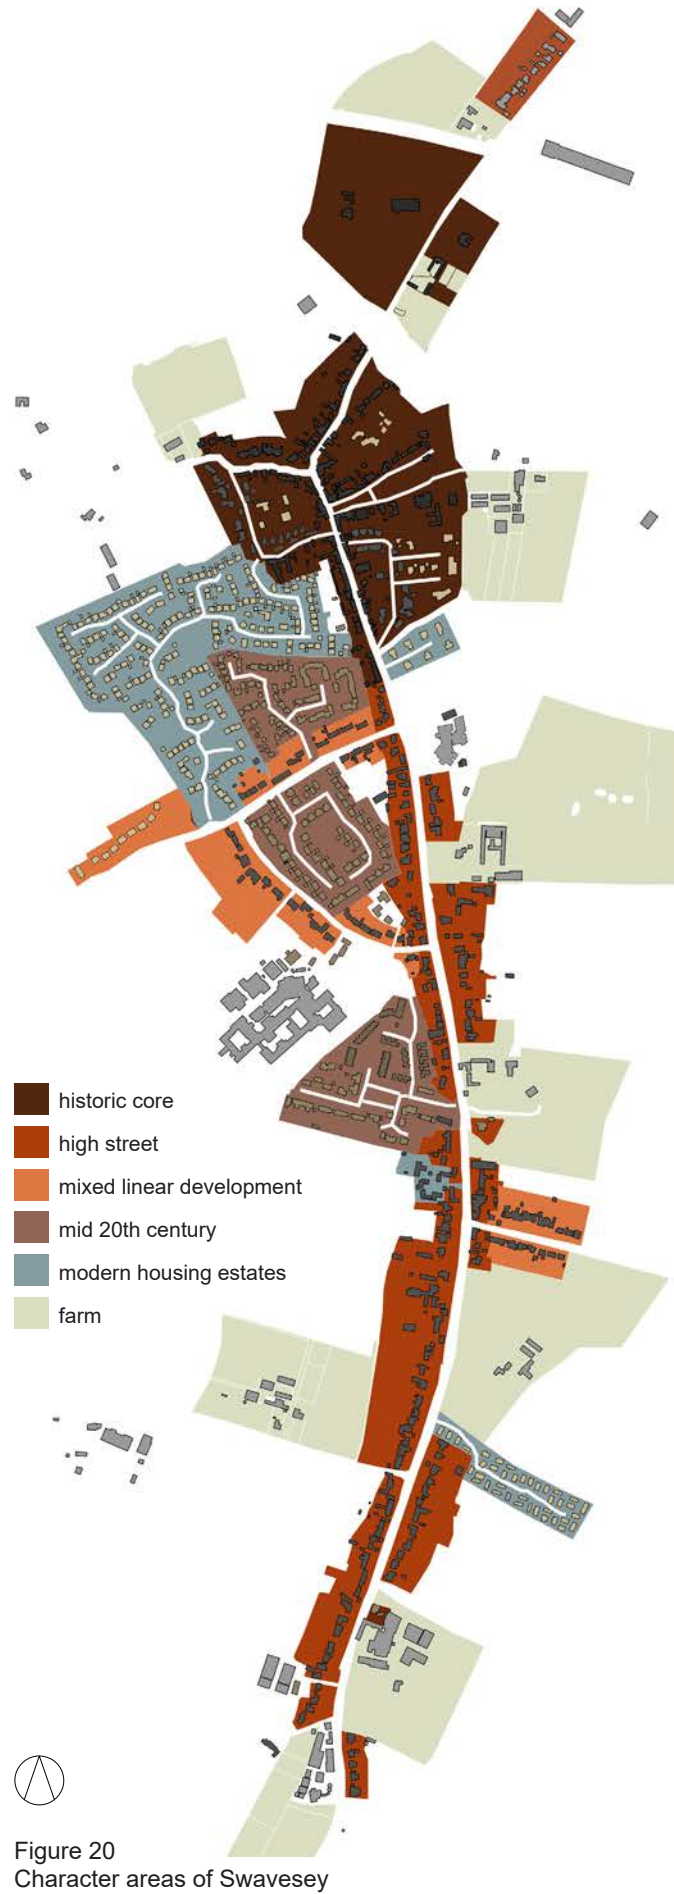 historic core
high street
mixed linear development
mid 20th century
modern housing estates
farm
Figure 20
Character areas of Swavesey